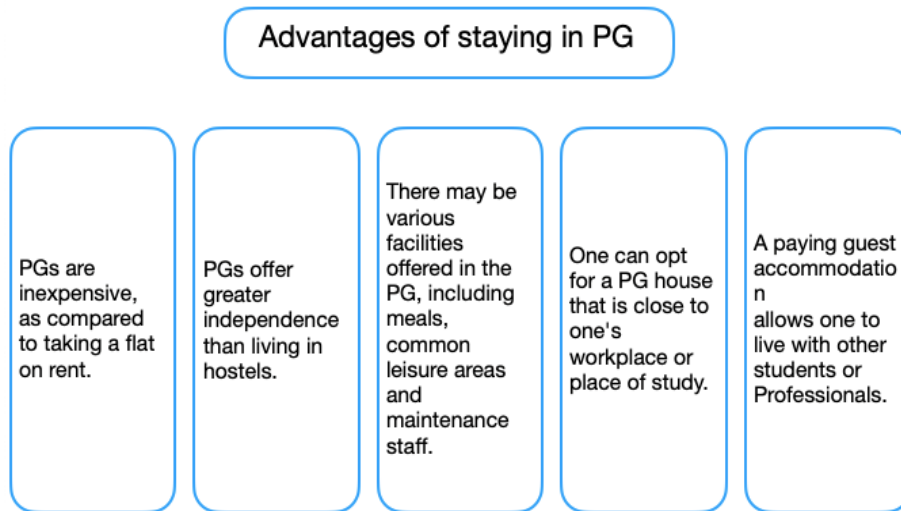 Advantages of staying in PG
PGs are
inexpensive,
as compared
to taking a flat
on rent.
PGs offer
greater
independence
than living in
hostels.
There may be
various
facilities
offered in the
PG, including
meals,
common
leisure areas
and
maintenance
staff.
One can opt
for a PG house
that is close to
one's
workplace or
place of study.
A paying guest
accommodatio
n
allows one to
live with other
students or
Professionals.